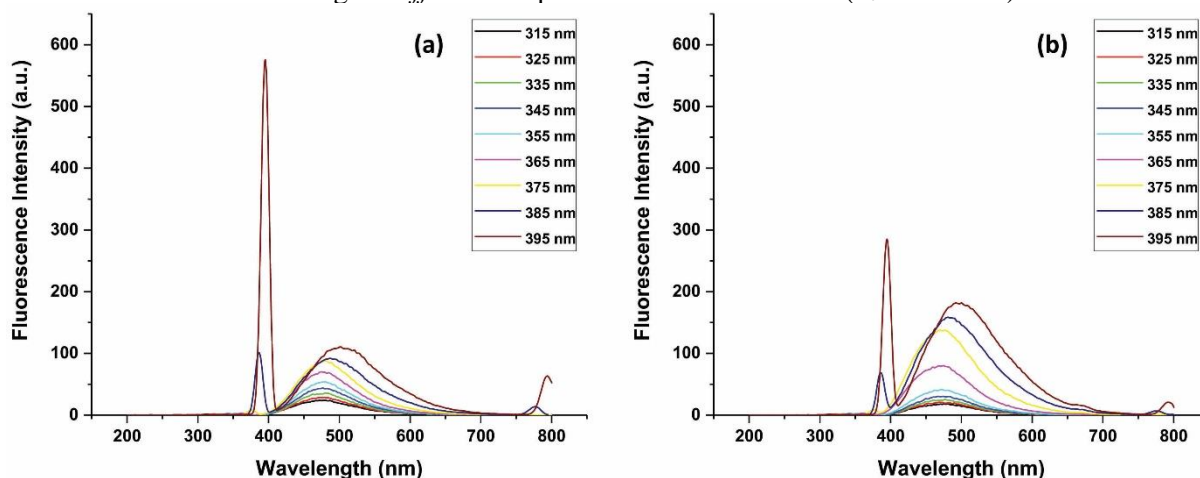 (a)
315 nm
325 nm
335 nm
345 nm
355 nm
365 nm
375 nm
385 nm
395 nm
Fluorescence Intensity (a.u.)
600
500
400
300
200
100
0
200 300 400 500 600 700 800
Wavelength (nm)
(b)
315 nm
325 nm
335 nm
345 nm
355 nm
365 nm
375 nm
385 nm
395 nm
Fluorescence Intensity (a.u.)
600
500
400
300
200
100
0
200 300 400 500 600 700 800
Wavelength (nm)